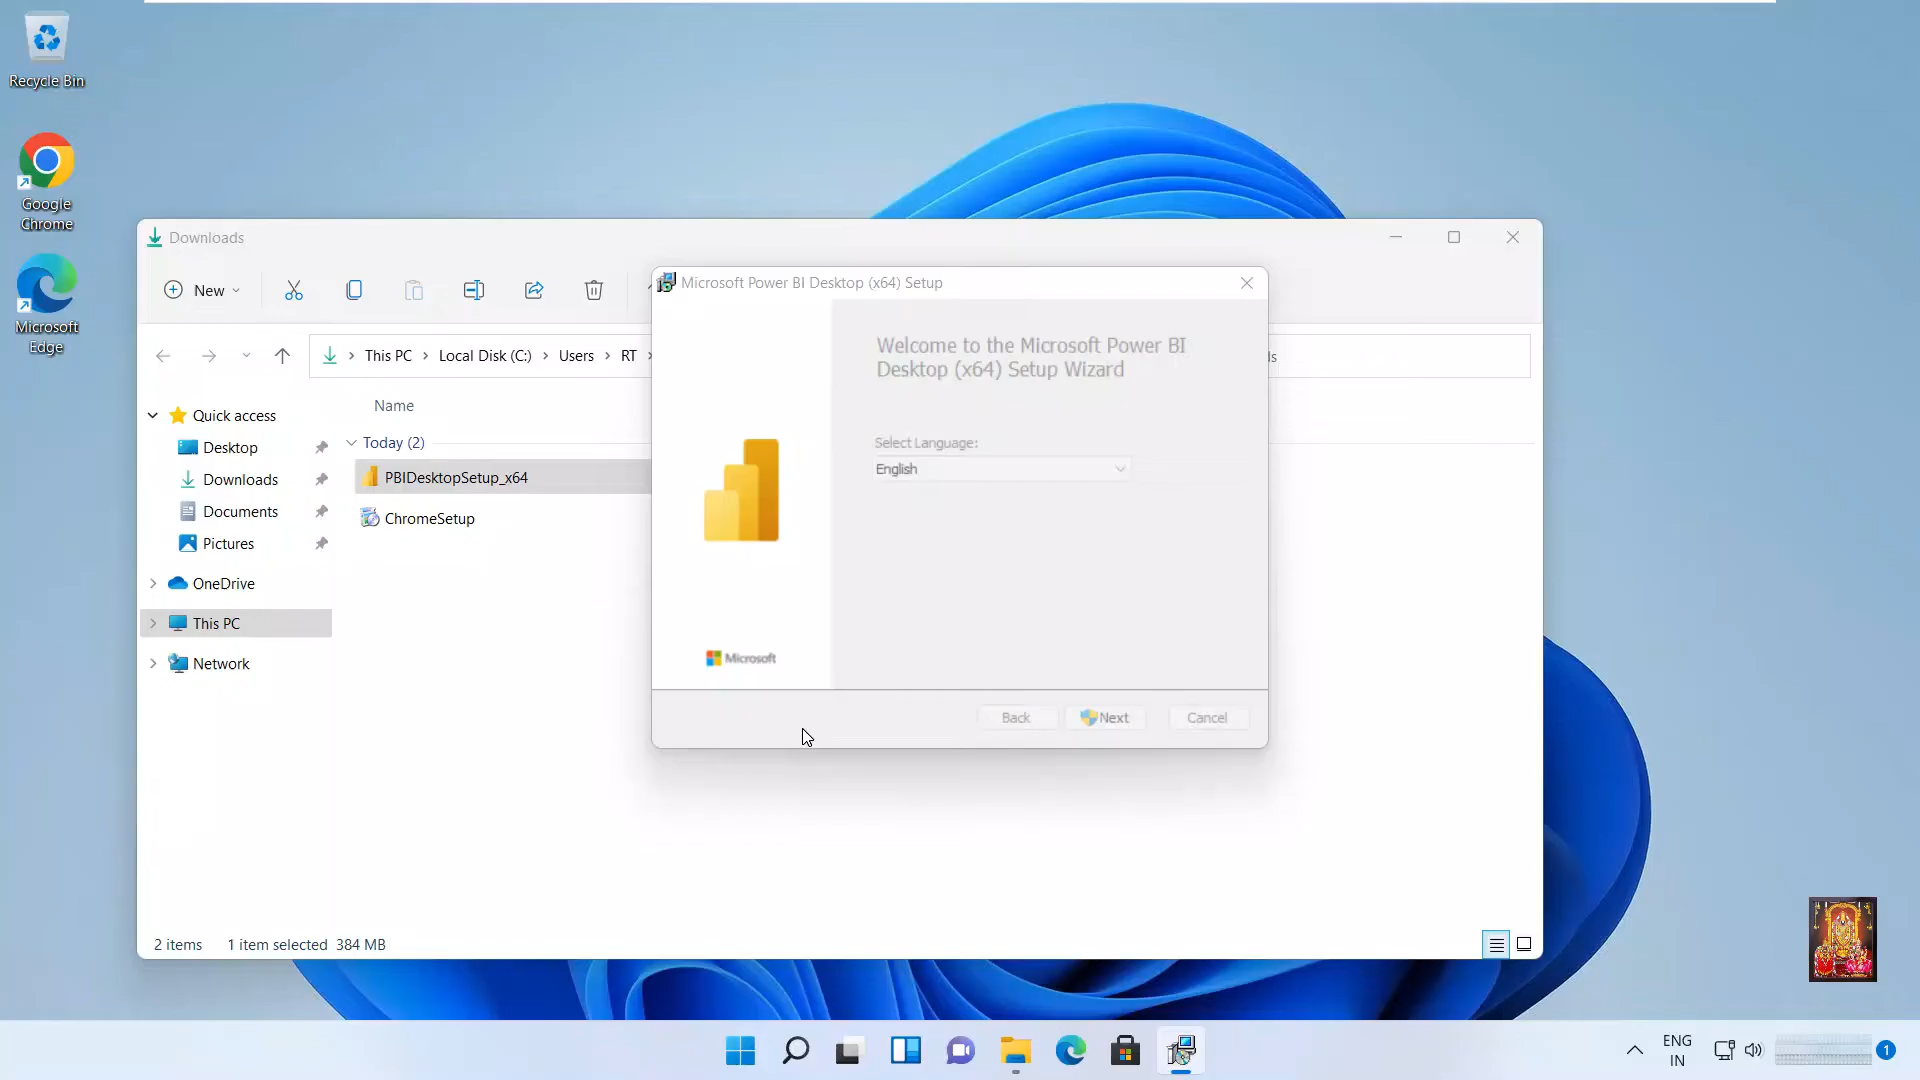 Recycle Bin
Google
Chrome
Microsoft
Edge
Downloads
New
This PC
Local Disk (C:)
Users
RT
ls
Name
Quick access
Desktop
Downloads
Documents
Pictures
OneDrive
This PC
Network
Today (2)
PBIDesktopSetup_x64
ChromeSetup
2 items
1 item selected 384 MB
Microsoft Power BI Desktop (x64) Setup
Welcome to the Microsoft Power BI
Desktop (x64) Setup Wizard
Select Language:
English
Microsoft
Back
Next
Cancel
ENG
IN
1